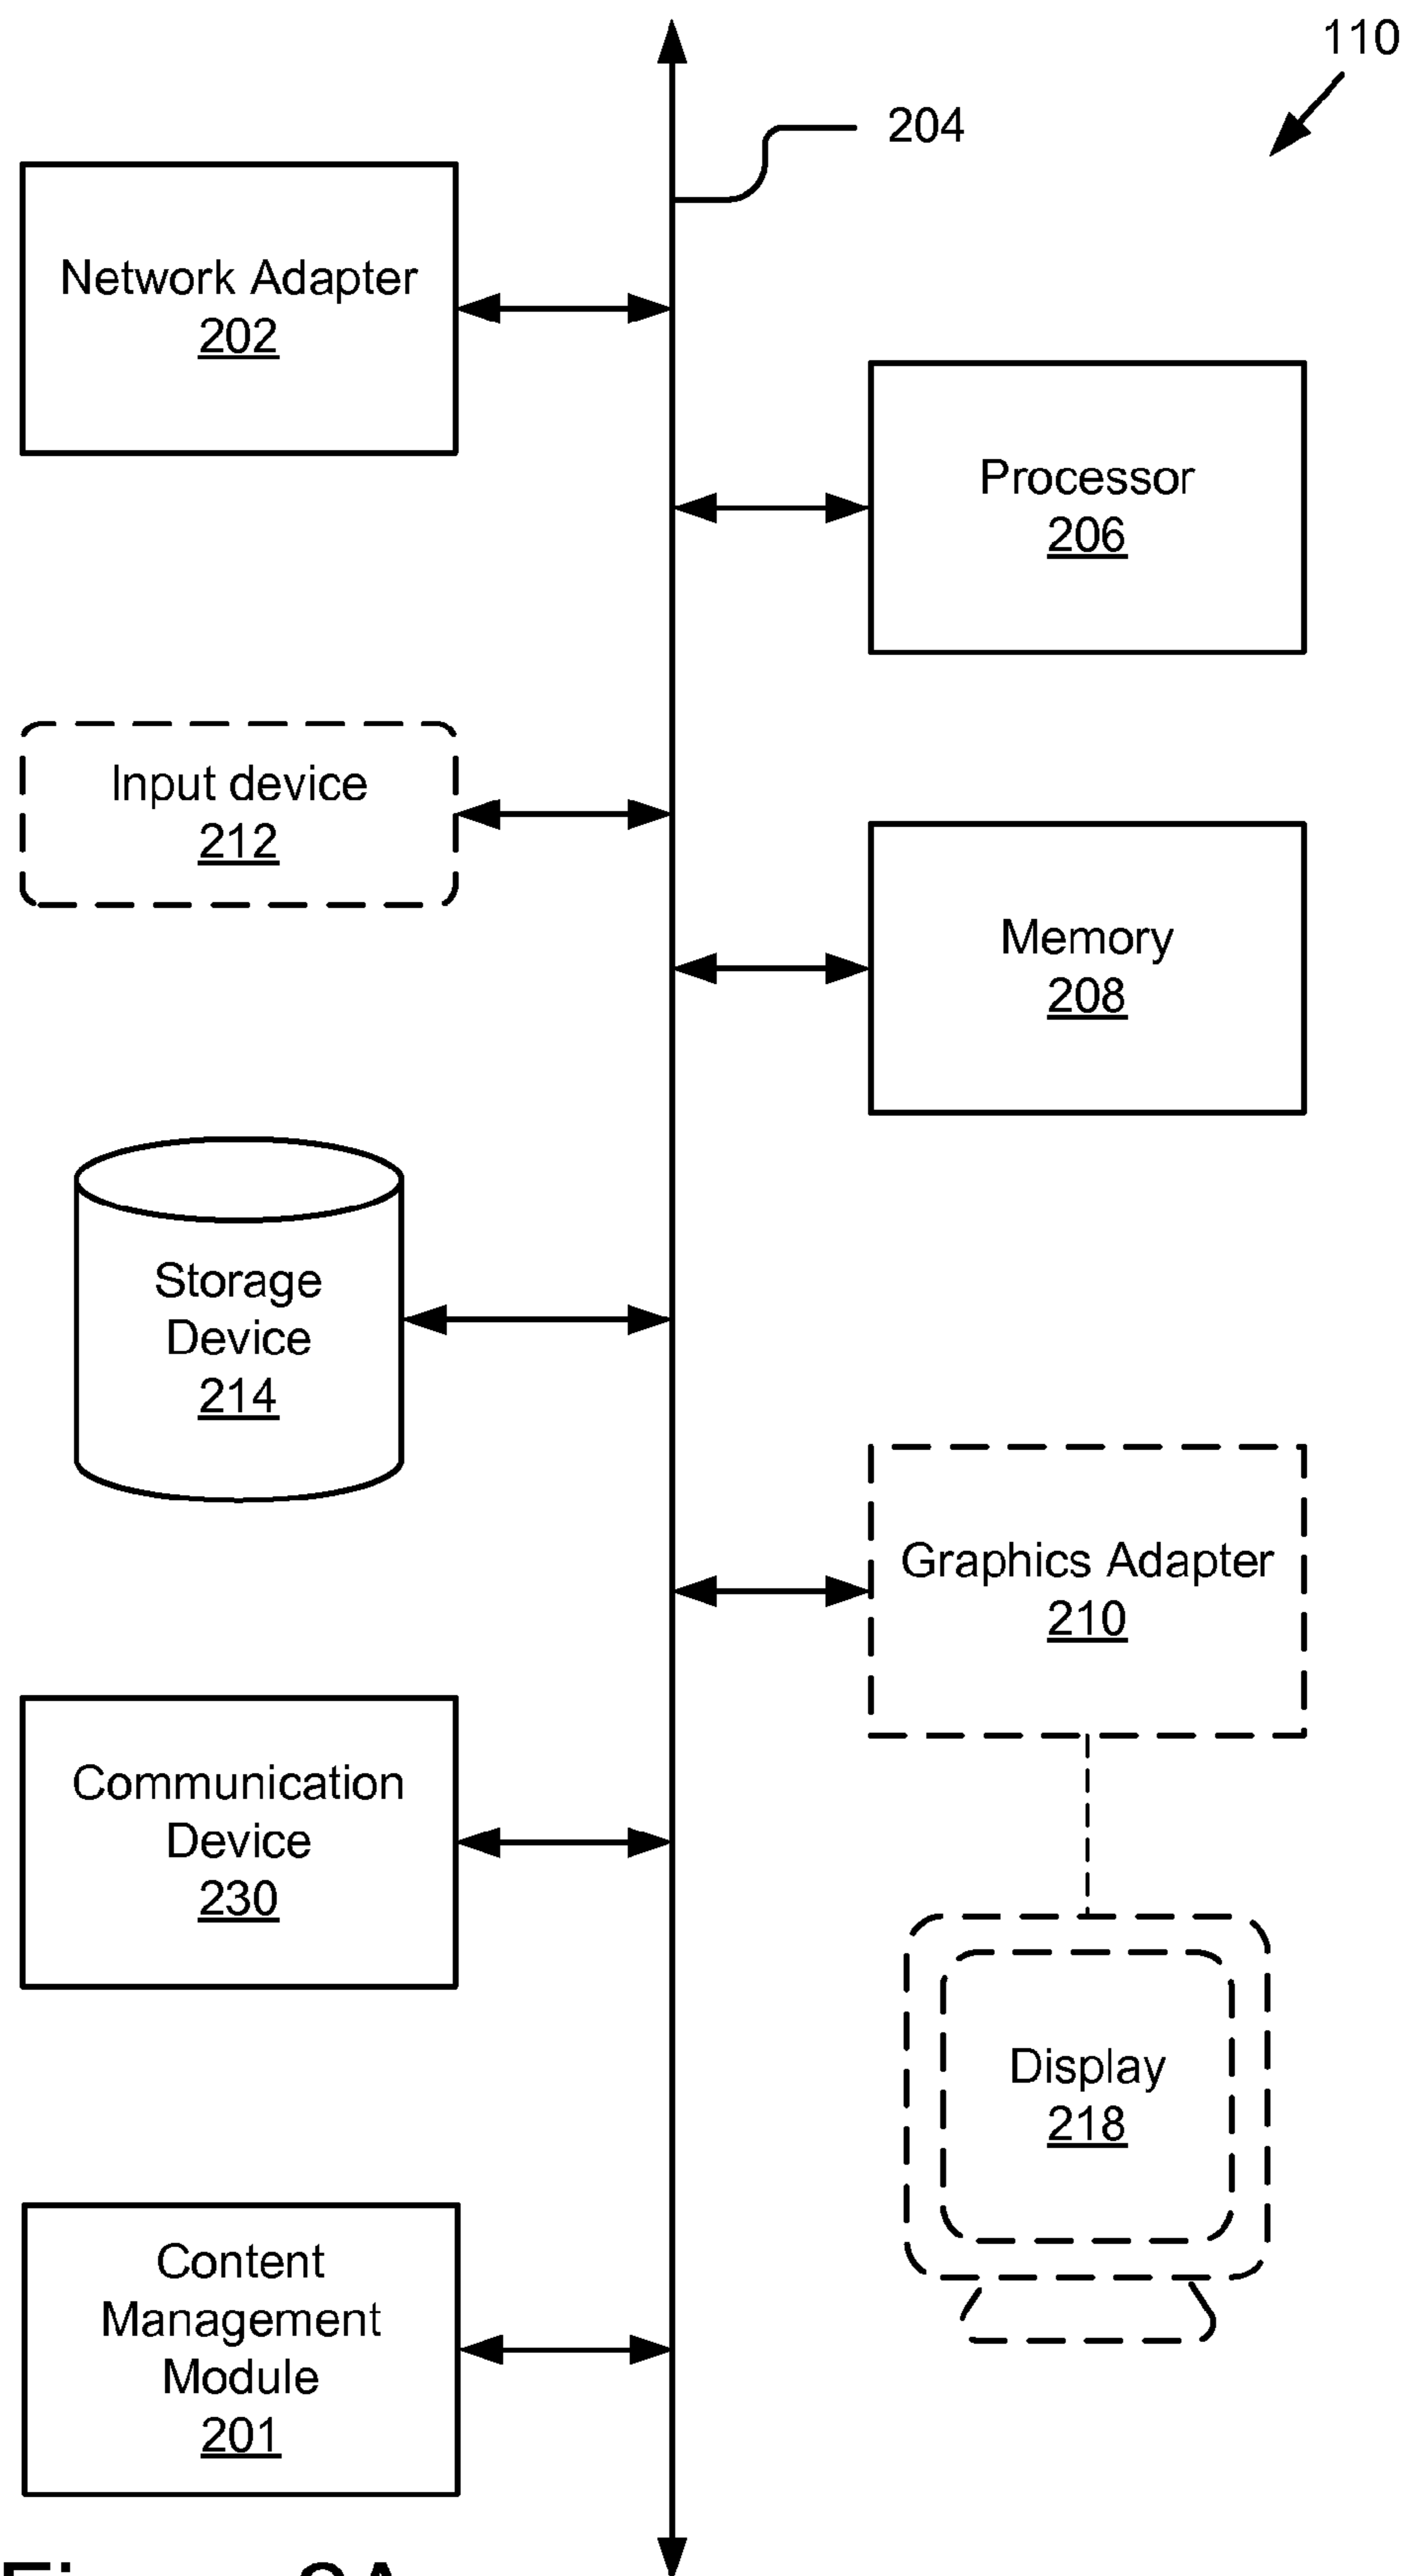 110
204
Network Adapter
202
Processor
206
Input device
212
Memory
208
Storage
Device
214
Graphics Adapter
210
Communication
Device
230
Display
218
Content
Management
Module
201